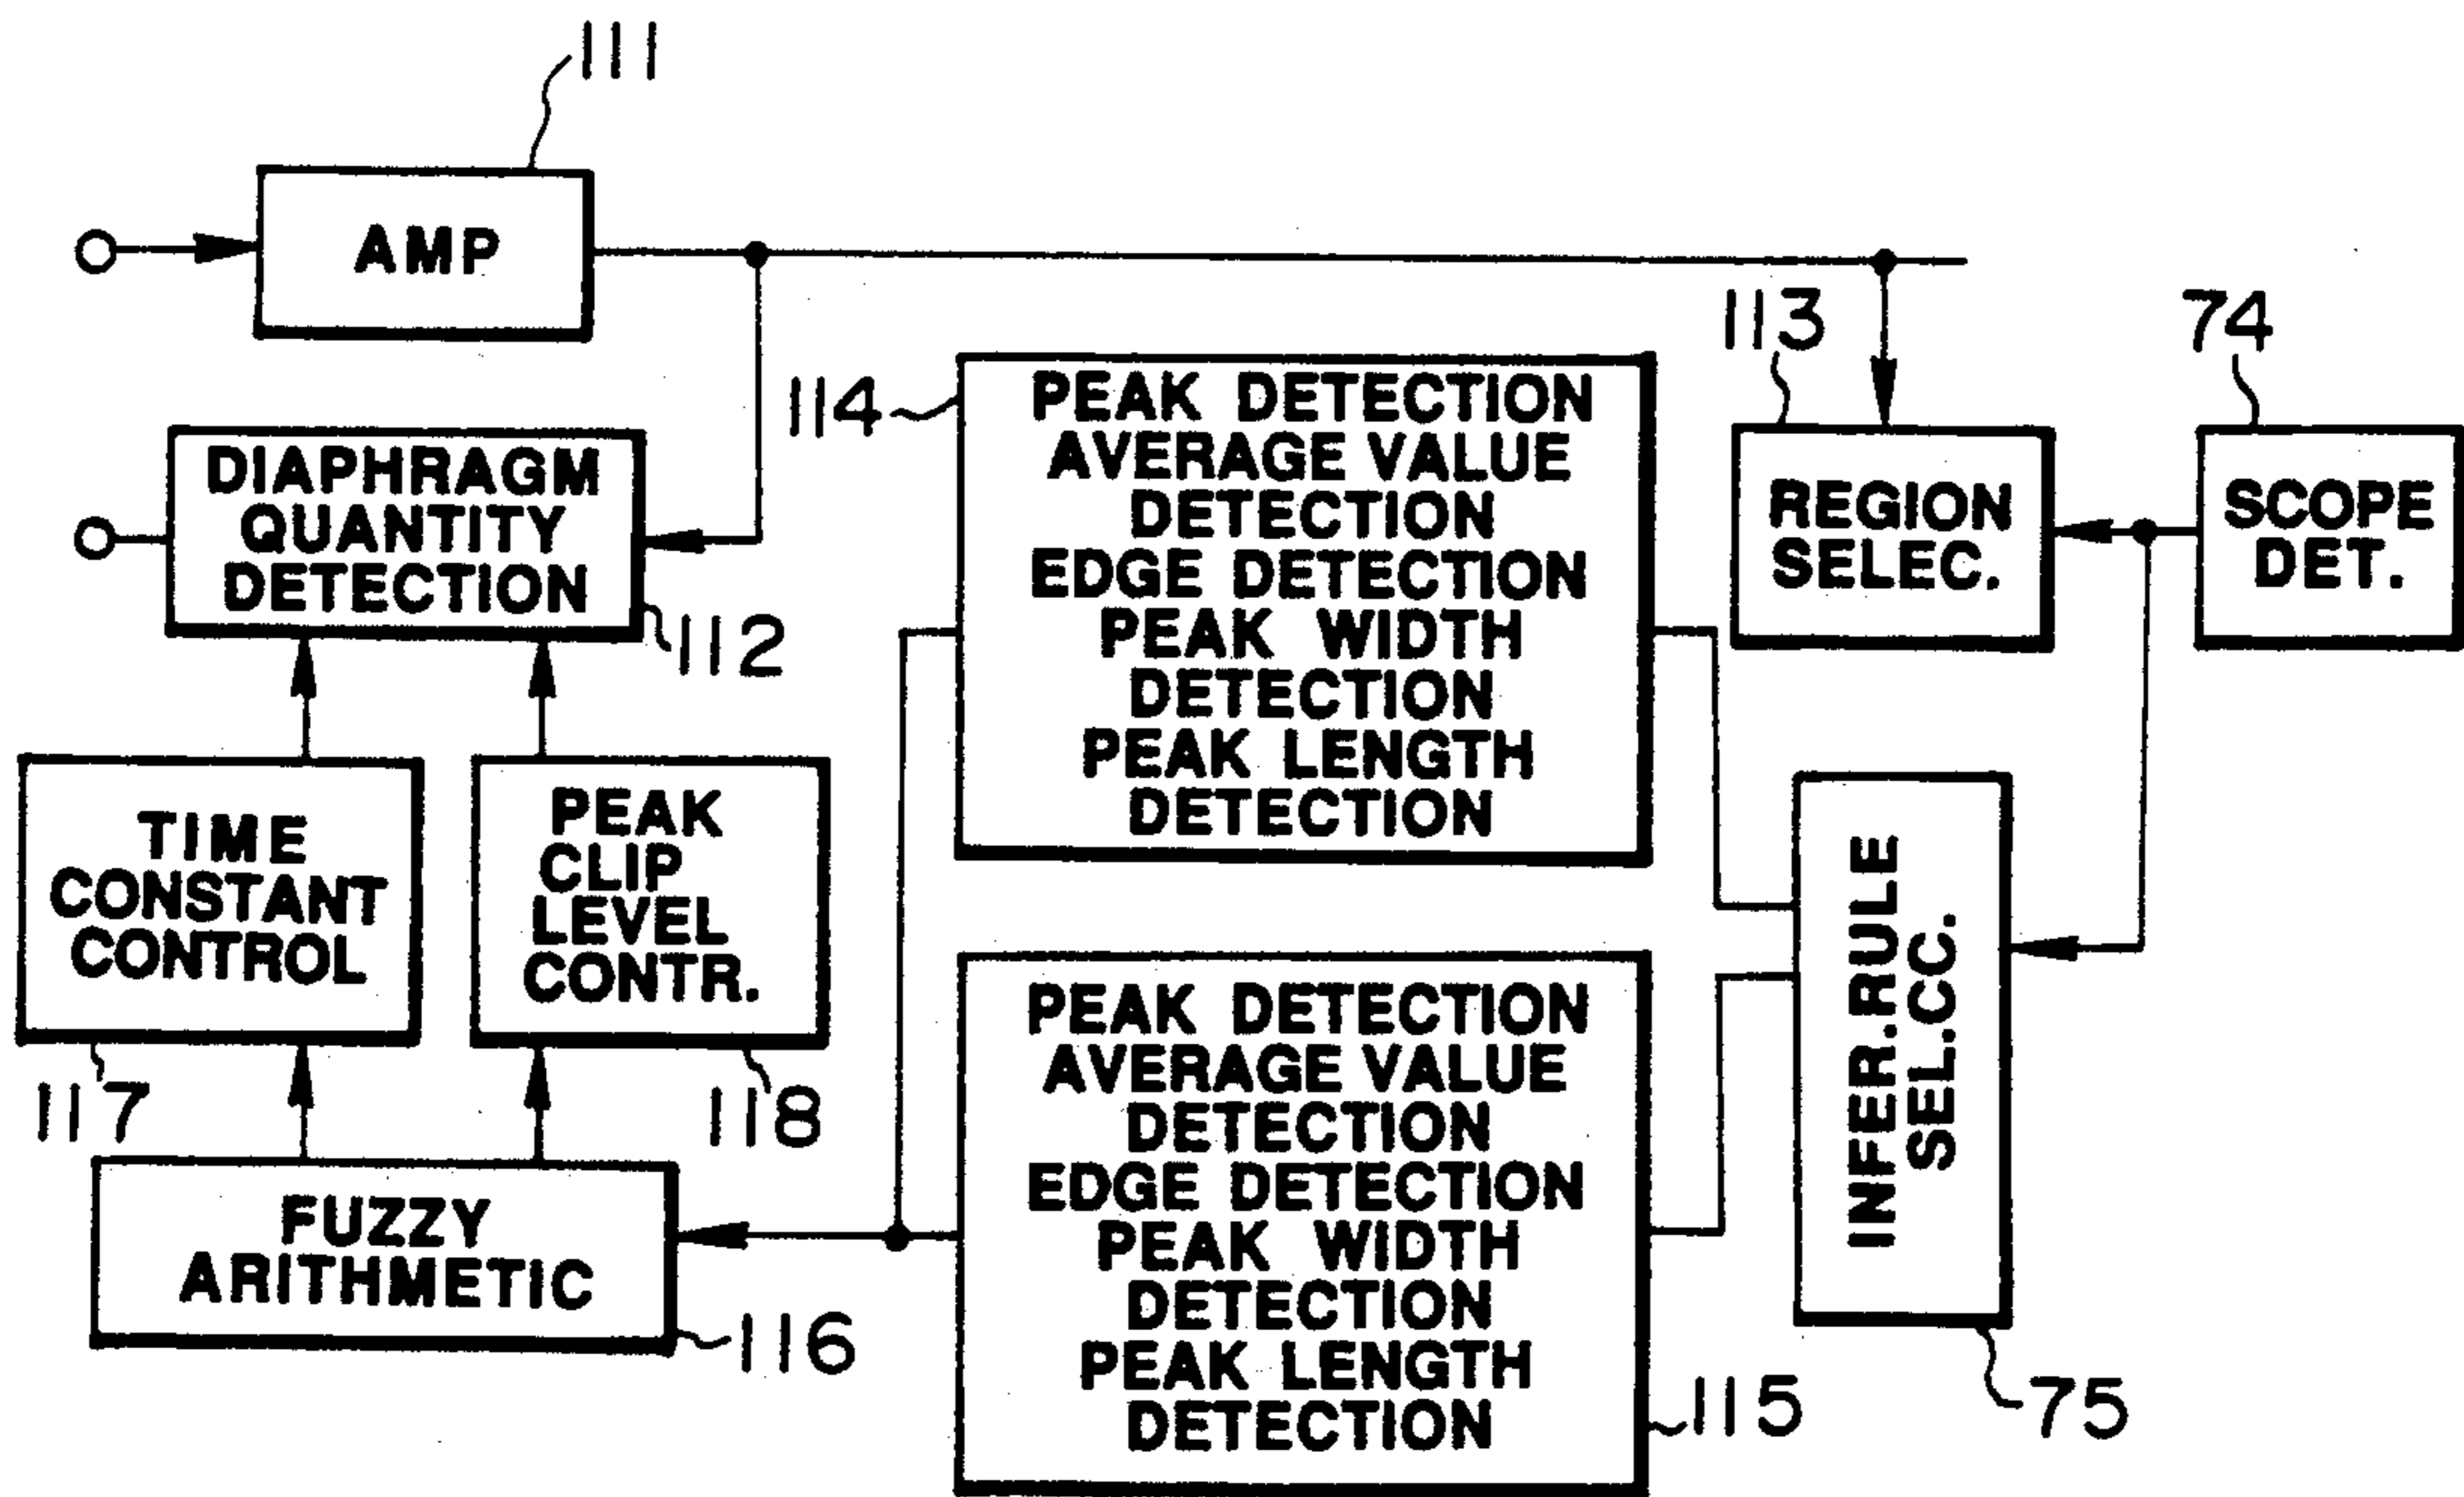 111
AMP
113
74
114
PEAK DETECTION
AVERAGE VALUE
DETECTION
EDGE DETECTION
PEAK WIDTH
DETECTION
PEAK LENGTH
DETECTION
DIAPHRAGM
QUANTITY
DETECTION
112
REGION
SELEC.
SCOPE
DET.
TIME
CONSTANT
CONTROL
117
PEAK
CLIP
LEVEL
CONTR.
118
INFER.RULE
SEL.CC.
75
PEAK DETECTION
AVERAGE VALUE
DETECTION
EDGE DETECTION
PEAK WIDTH
DETECTION
PEAK LENGTH
DETECTION
115
FUZZY
ARITHMETIC
116